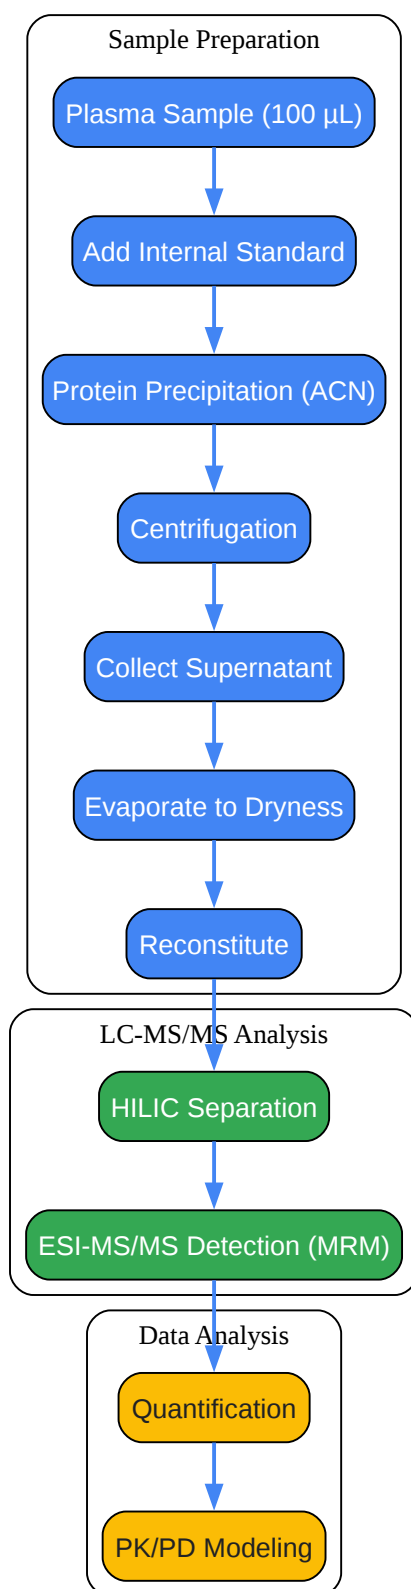 Sample Preparation
Plasma Sample (100 µL)
Add Internal Standard
Protein Precipitation (ACN)
Centrifugation
Collect Supernatant
Evaporate to Dryness
Reconstitute
LC-MS/MS Analysis
HILIC Separation
ESI-MS/MS Detection (MRM)
Data Analysis
Quantification
PK/PD Modeling